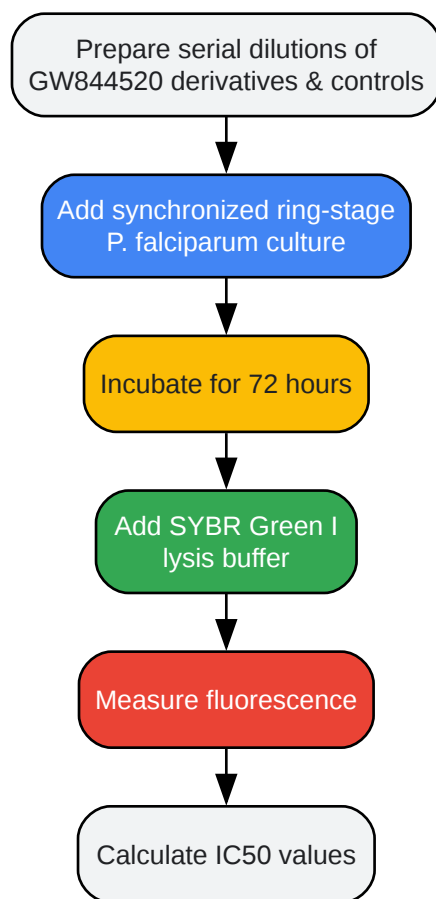 Prepare serial dilutions of
GW844520 derivatives & controls
Add synchronized ring-stage
P. falciparum culture
Incubate for 72 hours
Add SYBR Green I
lysis buffer
Measure fluorescence
Calculate IC50 values